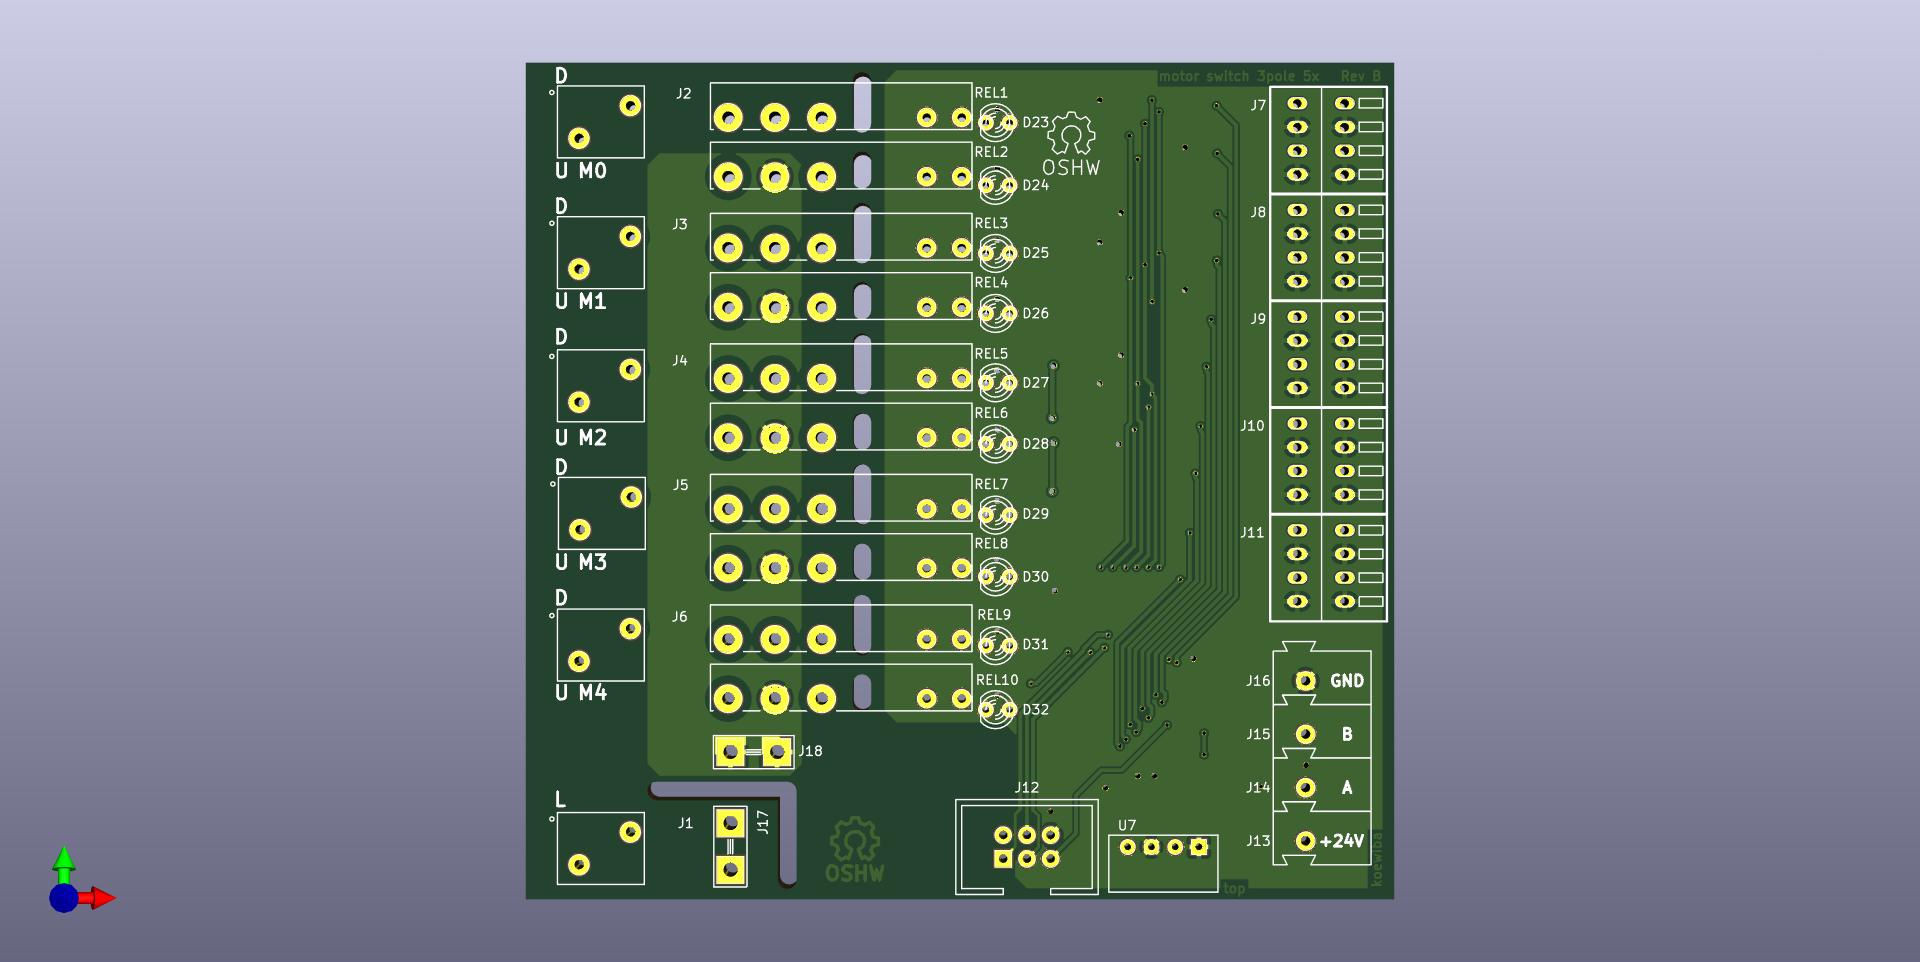 motor switch 3pole 5x Rev B
D
J2
REL1
D23
J7
OSHW
REL2
D24
U M0
D
J3
REL3
D25
J8
REL4
D26
U M1
D
J4
REL5
D27
J9
REL6
D28
U M2
D
J5
REL7
D29
J10
REL8
D30
U M3
J11
D
J6
REL9
D31
REL10
D32
U M4
J16 GND
J15 B
J18
J14 A
J12
L
J1
J17
OSHW
U7
J13 +24V
koewiba
top